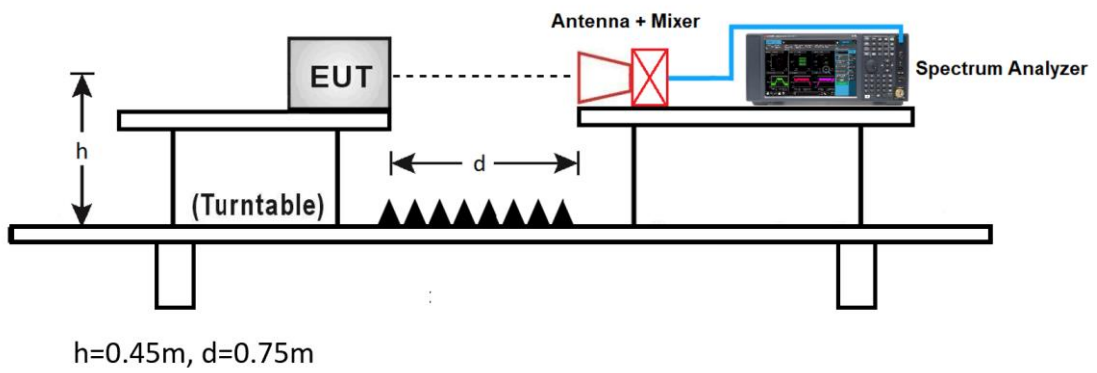 Antenna + Mixer
EUT
Spectrum Analyzer
h
d
(Turntable)
:
h=0.45m, d=0.75m